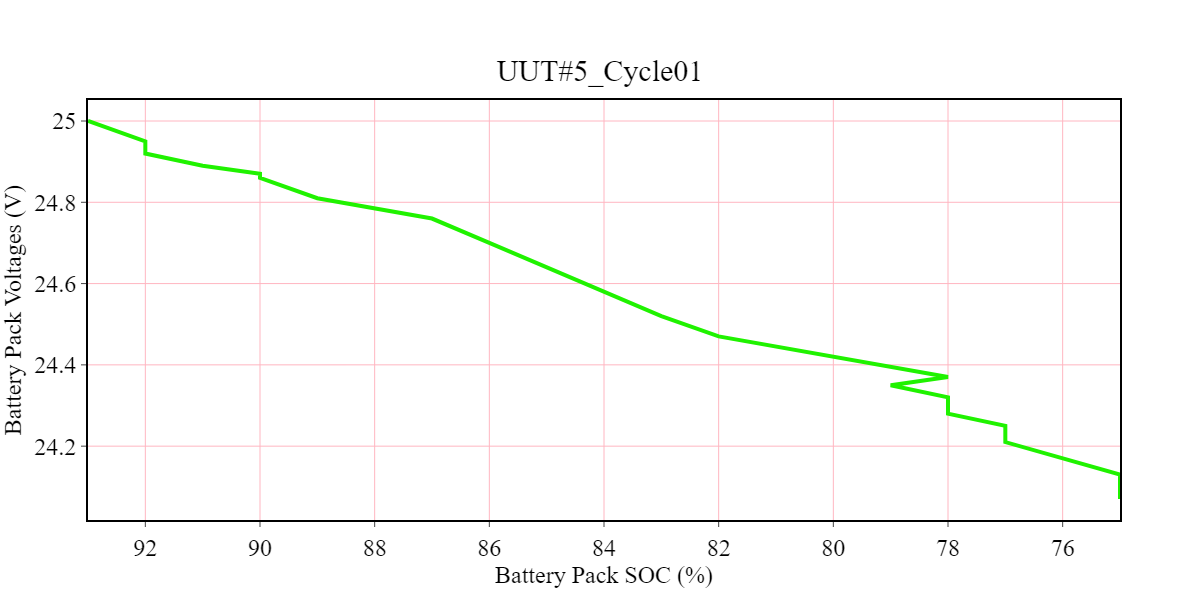 UUT#5_Cycle01
Battery Pack Voltages (V)
25
24.8
24.6
24.4
24.2
92 90 88 86 84 82 80 78 76
Battery Pack SOC (%)